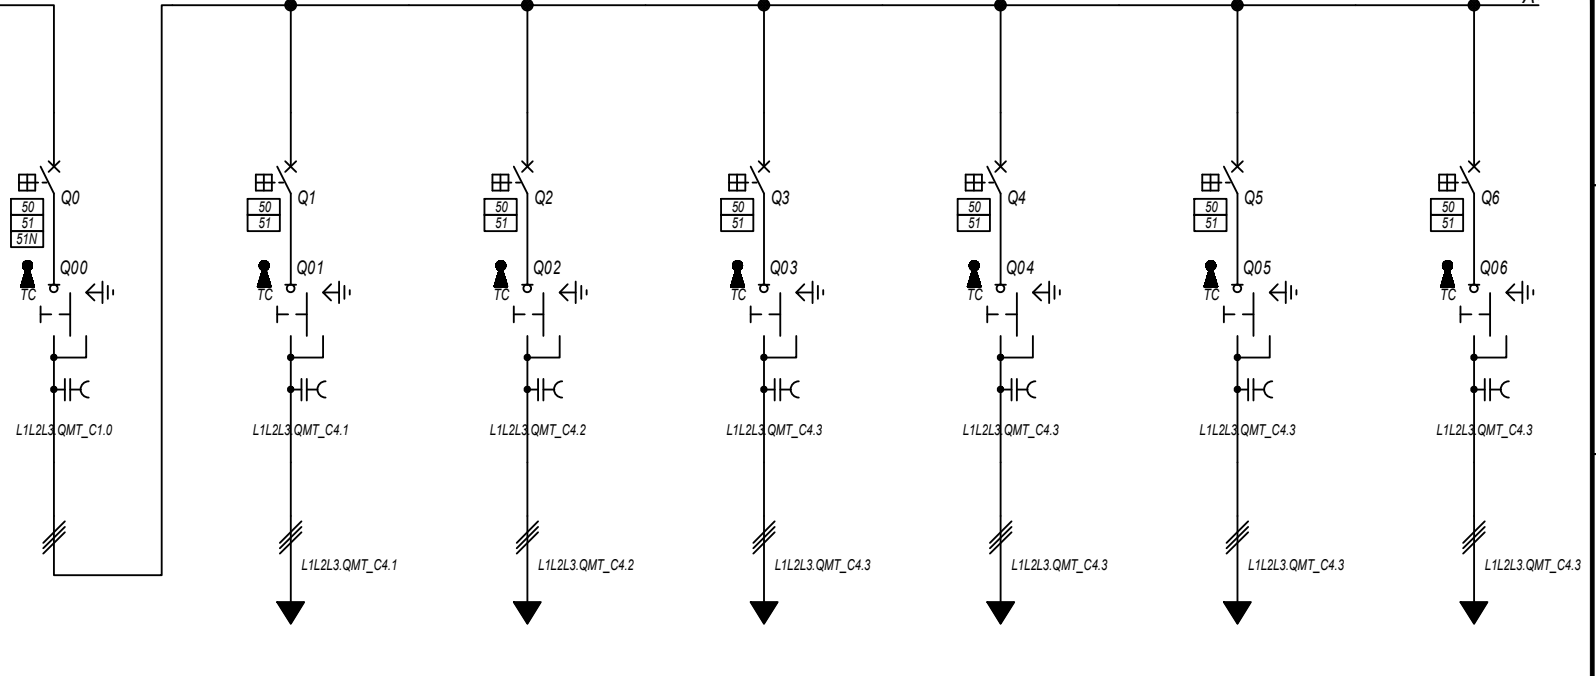 A
Q0 Q1 Q2 Q3 Q4 Q5 Q6
50 50 50 50 50 50 50
51 51 51 51 51 51 51
51N
Q00 Q01 Q02 Q03 Q04 Q05 Q06
TC TC TC TC TC TC TC
L1L2L3.QMT_C1.0 L1L2L3.QMT_C4.1 L1L2L3.QMT_C4.2 L1L2L3.QMT_C4.3 L1L2L3.QMT_C4.3 L1L2L3.QMT_C4.3 L1L2L3.QMT_C4.3
L1L2L3.QMT_C4.1 L1L2L3.QMT_C4.2 L1L2L3.QMT_C4.3 L1L2L3.QMT_C4.3 L1L2L3.QMT_C4.3 L1L2L3.QMT_C4.3